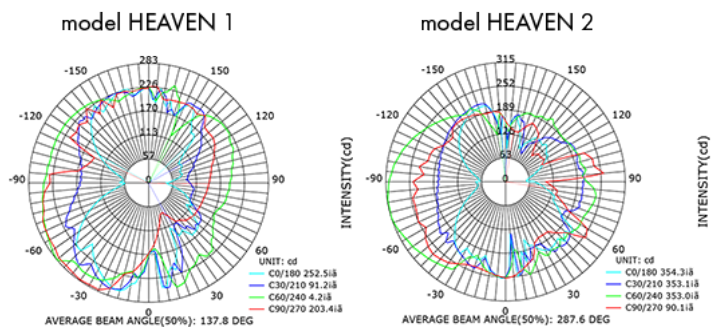 model HEAVEN 1
283
226
170
113
57
0
-150
150
-120
120
-90
90
-60
60
-30
30
INTENSITY(cd)
UNIT: cd
C0/180 252.5iã
C30/210 91.2iã
C60/240 4.2iã
C90/270 203.4iã
AVERAGE BEAM ANGLE(50%): 137.8 DEG
model HEAVEN 2
315
252
189
126
63
0
-150
150
-120
120
-90
90
-60
60
-30
30
INTENSITY(cd)
UNIT: cd
C0/180 354.3iã
C30/210 353.1iã
C60/240 353.0iã
C90/270 90.1iã
AVERAGE BEAM ANGLE(50%): 287.6 DEG